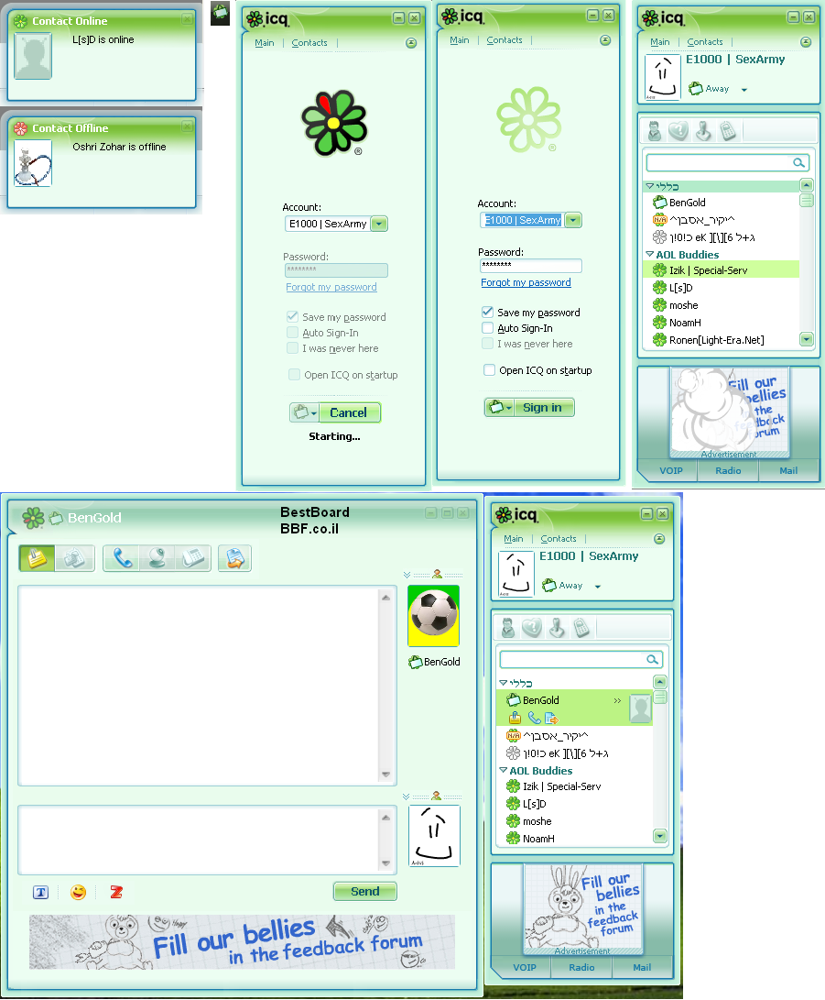 Contact Online
L[s]D is online
Contact Offline
Oshri Zohar is offline
icq
Main | Contacts |
®
Account:
E1000 | SexArmy
Password:
********
Forgot my password
Save my password
Auto Sign-In
I was never here
Open ICQ on startup
Cancel
Starting...
icq
Main | Contacts |
®
Account:
E1000 | SexArmy
Password:
********
Forgot my password
Save my password
Auto Sign-In
I was never here
Open ICQ on startup
Sign in
icq
Main | Contacts |
E1000 | SexArmy
Away
כללי
BenGold
N/A ^יקיר_אסבן^
ג+ל 6][\][ eK כ!0!ן
AOL Buddies
Izik | Special-Serv
L[s]D
moshe
NoamH
Ronen[Light-Era.Net]
Fill our
bellies
in the
feedback
forum
Advertisement
VOIP Radio Mail
BenGold
BestBoard
BBF.co.il
BenGold
T
Z
Send
Fill our bellies
in the feedback forum
icq
Main | Contacts |
E1000 | SexArmy
Away
כללי
BenGold »
N/A ^יקיר_אסבן^
ג+ל 6][\][ eK כ!0!ן
AOL Buddies
Izik | Special-Serv
L[s]D
moshe
NoamH
Fill our
bellies
in the
feedback
forum
Advertisement
VOIP Radio Mail